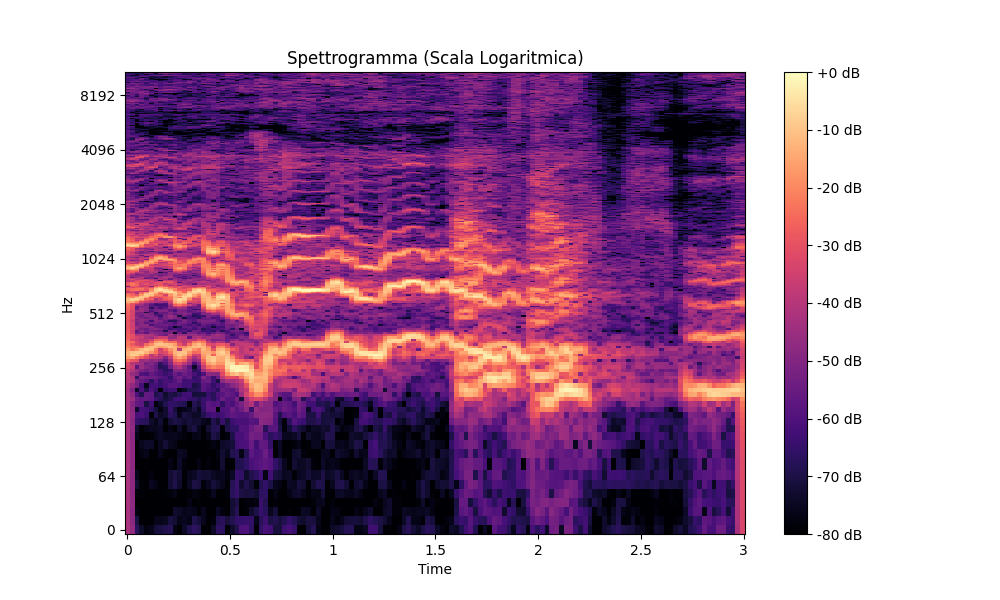 Spettrogramma (Scala Logaritmica)
Hz
8192
4096
2048
1024
512
256
128
64
0
0
0.5
1
1.5
2
2.5
3
Time
+0 dB
-10 dB
-20 dB
-30 dB
-40 dB
-50 dB
-60 dB
-70 dB
-80 dB